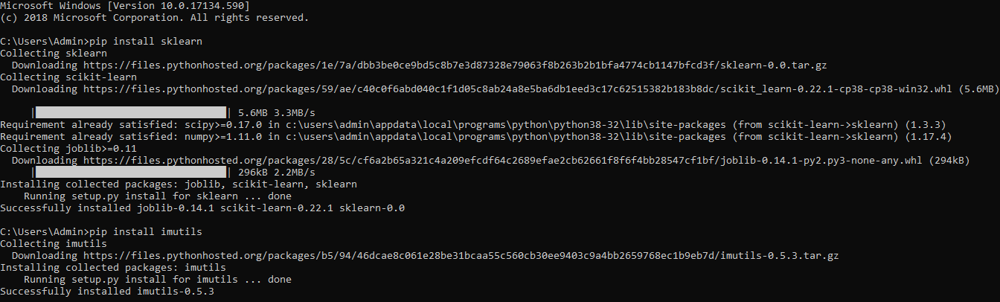 Microsoft Windows [Version 10.0.17134.590]
(c) 2018 Microsoft Corporation. All rights reserved.
C:\Users\Admin>pip install sklearn
Collecting sklearn
Downloading https://files.pythonhosted.org/packages/1e/7a/dbb3be0ce9bd5c8b7e3d87328e79063f8b263b2b1bfa4774cb1147bfcd3f/sklearn-0.0.tar.gz
Collecting scikit-learn
Downloading https://files.pythonhosted.org/packages/59/ae/c40c0f6abd040c1f1d05c8ab24a8e5ba6db1eed3c17c62515382b183b8dc/scikit_learn-0.22.1-cp38-cp38-win32.whl (5.6MB)
|████████████████████████████████| 5.6MB 3.3MB/s
Requirement already satisfied: scipy>=0.17.0 in c:\users\admin\appdata\local\programs\python\python38-32\lib\site-packages (from scikit-learn->sklearn) (1.3.3)
Requirement already satisfied: numpy>=1.11.0 in c:\users\admin\appdata\local\programs\python\python38-32\lib\site-packages (from scikit-learn->sklearn) (1.17.4)
Collecting joblib>=0.11
Downloading https://files.pythonhosted.org/packages/28/5c/cf6a2b65a321c4a209efcdf64c2689efae2cb62661f8f6f4bb28547cf1bf/joblib-0.14.1-py2.py3-none-any.whl (294kB)
|████████████████████████████████| 296kB 2.2MB/s
Installing collected packages: joblib, scikit-learn, sklearn
Running setup.py install for sklearn ... done
Successfully installed joblib-0.14.1 scikit-learn-0.22.1 sklearn-0.0
C:\Users\Admin>pip install imutils
Collecting imutils
Downloading https://files.pythonhosted.org/packages/b5/94/46dcae8c061e28be31bcaa55c560cb30ee9403c9a4bb2659768ec1b9eb7d/imutils-0.5.3.tar.gz
Installing collected packages: imutils
Running setup.py install for imutils ... done
Successfully installed imutils-0.5.3